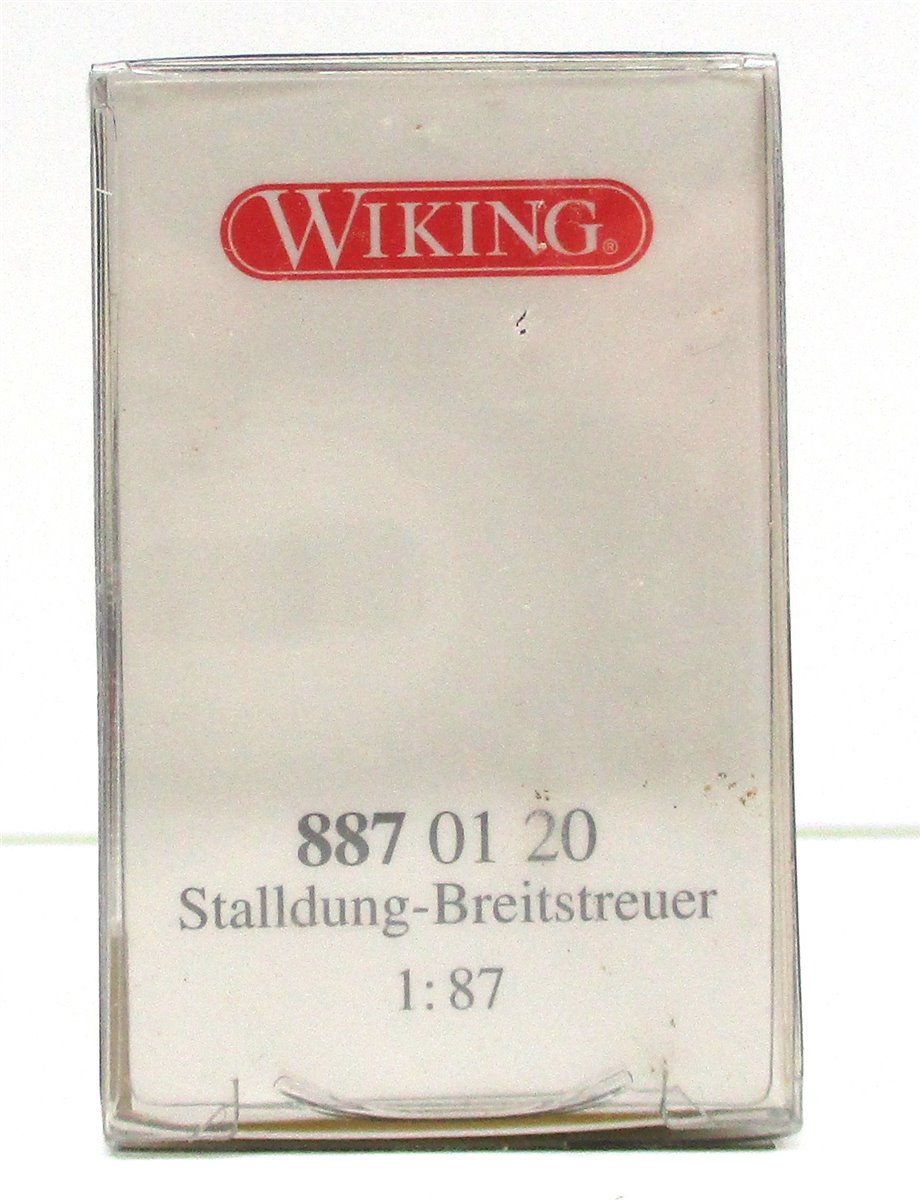 WIKING®
887 01 20
Stalldung-Breitstreuer
1:87